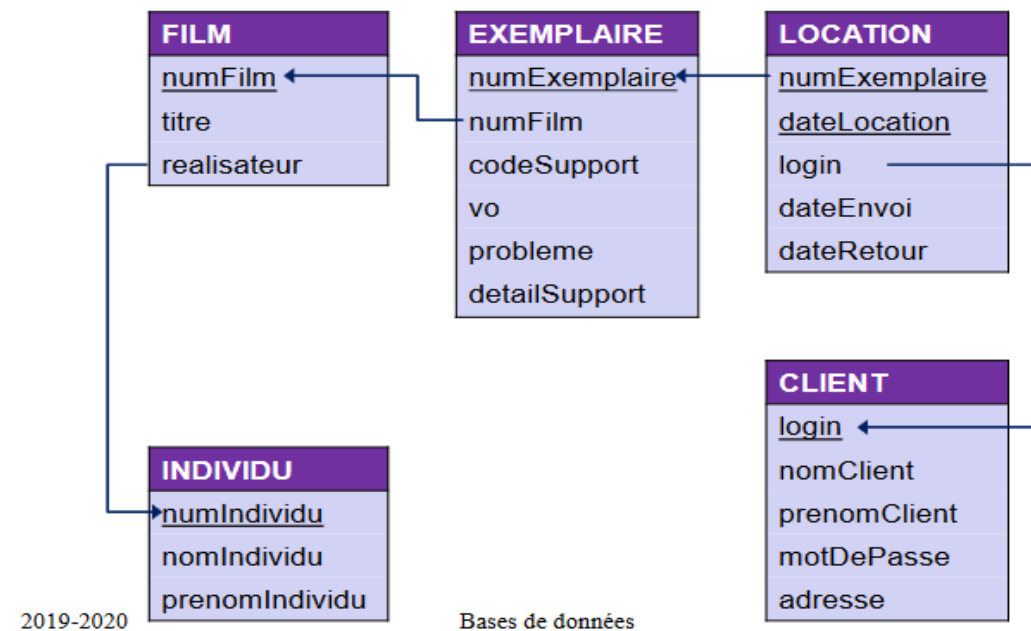 FILM
numFilm
titre
realisateur
EXEMPLAIRE
numExemplaire
numFilm
codeSupport
vo
probleme
detailSupport
LOCATION
numExemplaire
dateLocation
login
dateEnvoi
dateRetour
INDIVIDU
numIndividu
nomIndividu
prenomIndividu
CLIENT
login
nomClient
prenomClient
motDePasse
adresse
2019-2020
Bases de données